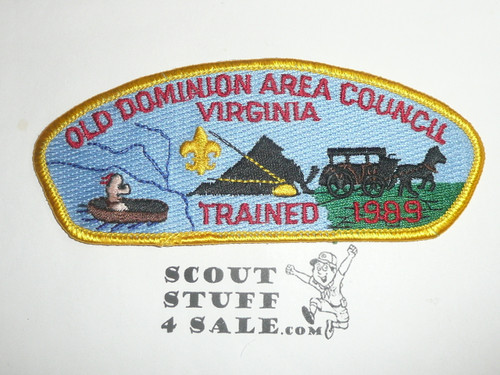 OLD DOMINION AREA COUNCIL
VIRGINIA
TRAINED 1989
SCOUT
STUFF
4 SALE.com